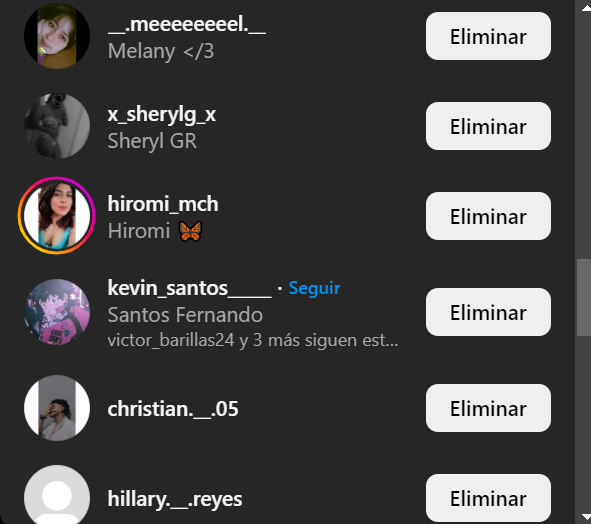 __.meeeeeeeel.__
Eliminar
Melany </3
x_sherylg_x
Eliminar
Sheryl GR
hiromi_mch
Eliminar
Hiromi 🦋
kevin_santos_____ · Seguir
Santos Fernando
Eliminar
victor_barillas24 y 3 más siguen est...
christian.__.05
Eliminar
hillary.__.reyes
Eliminar